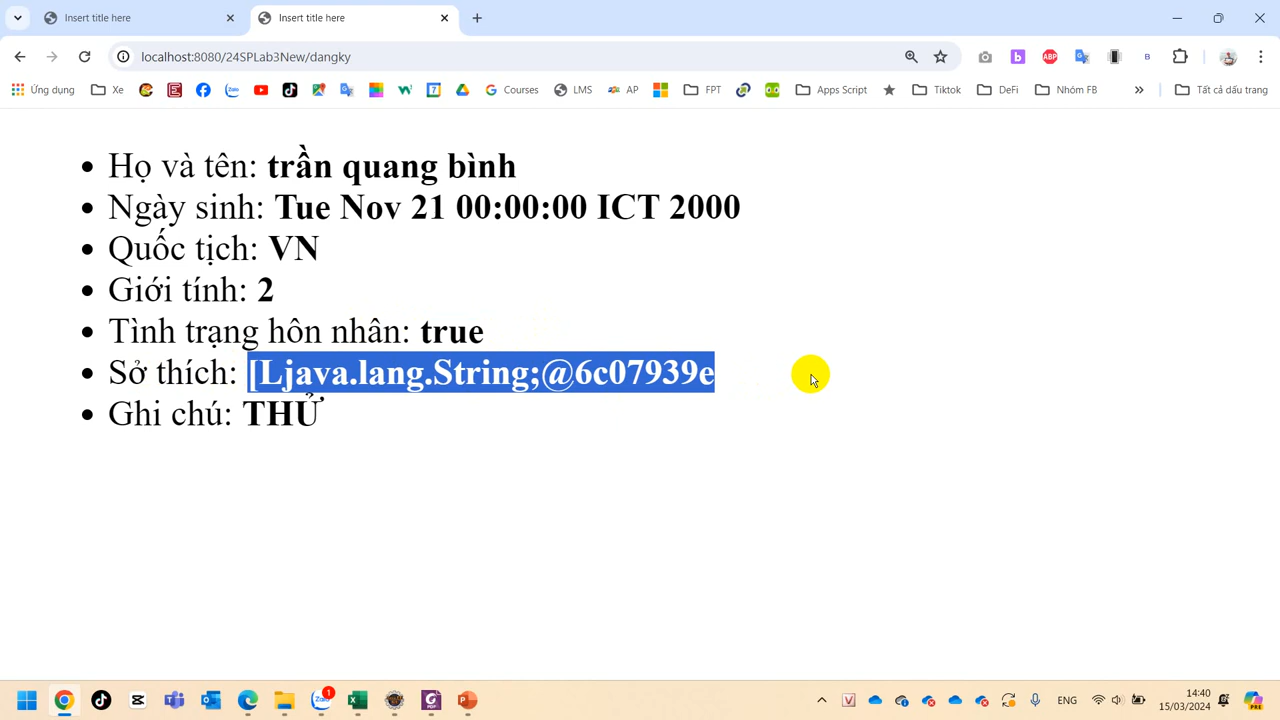 Insert title here
Insert title here
localhost:8080/24SPLab3New/dangky
Ứng dụng
Xe
Zalo
Courses
LMS
AP
FPT
Apps Script
Tiktok
DeFi
Nhóm FB
Tất cả dấu trang
Họ và tên: trần quang bình
Ngày sinh: Tue Nov 21 00:00:00 ICT 2000
Quốc tịch: VN
Giới tính: 2
Tình trạng hôn nhân: true
Sở thích: [Ljava.lang.String;@6c07939e
Ghi chú: THỬ
ENG
14:40
15/03/2024